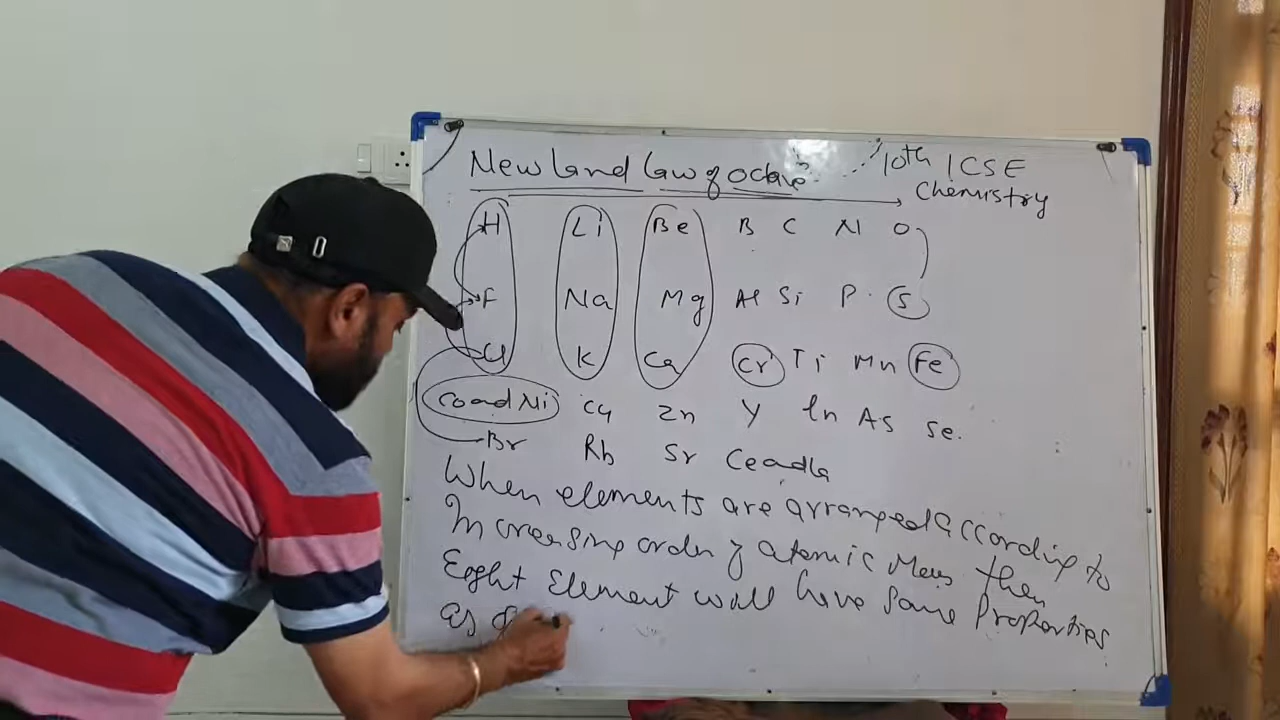 Newland law of octave
10th ICSE
Chemistry
H Li Be B C N O
F Na Mg Al Si P S
Cl K Ca Cr Ti Mn Fe
Co and Ni Cu Zn Y In As Se.
Br Rb Sr Ce and La
When elements are arranged according to
Increasing order of atomic Mass then
Eight Element will have same Properties
as